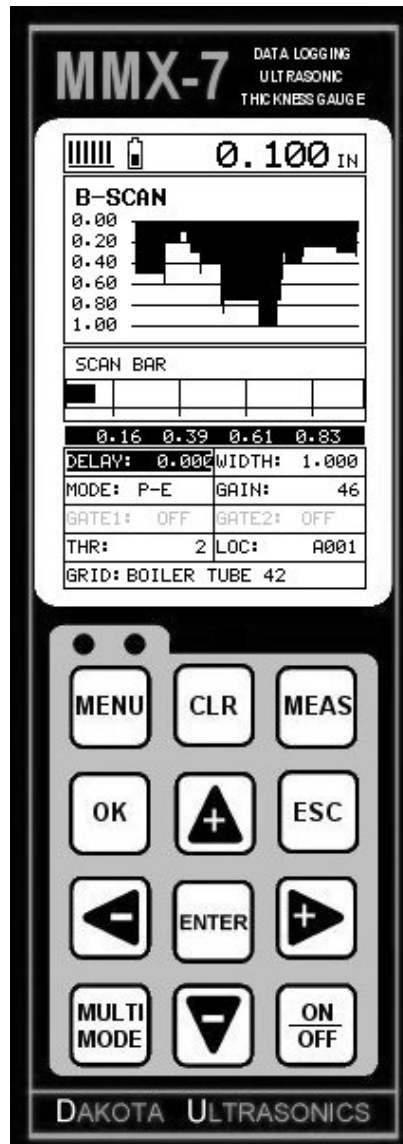 MMX-7
DATA LOGGING
ULTRASONIC
THICKNESS GAUGE
0.100 IN
B-SCAN
0.00
0.20
0.40
0.60
0.80
1.00
SCAN BAR
0.16 0.39 0.61 0.83
DELAY: 0.000 WIDTH: 1.000
MODE: P-E GAIN: 46
GATE1: OFF GATE2: OFF
THR: 2 LOC: A001
GRID: BOILER TUBE 42
MENU CLR MEAS
OK + ESC
- ENTER +
MULTI MODE - ON OFF
DAKOTA ULTRASONICS